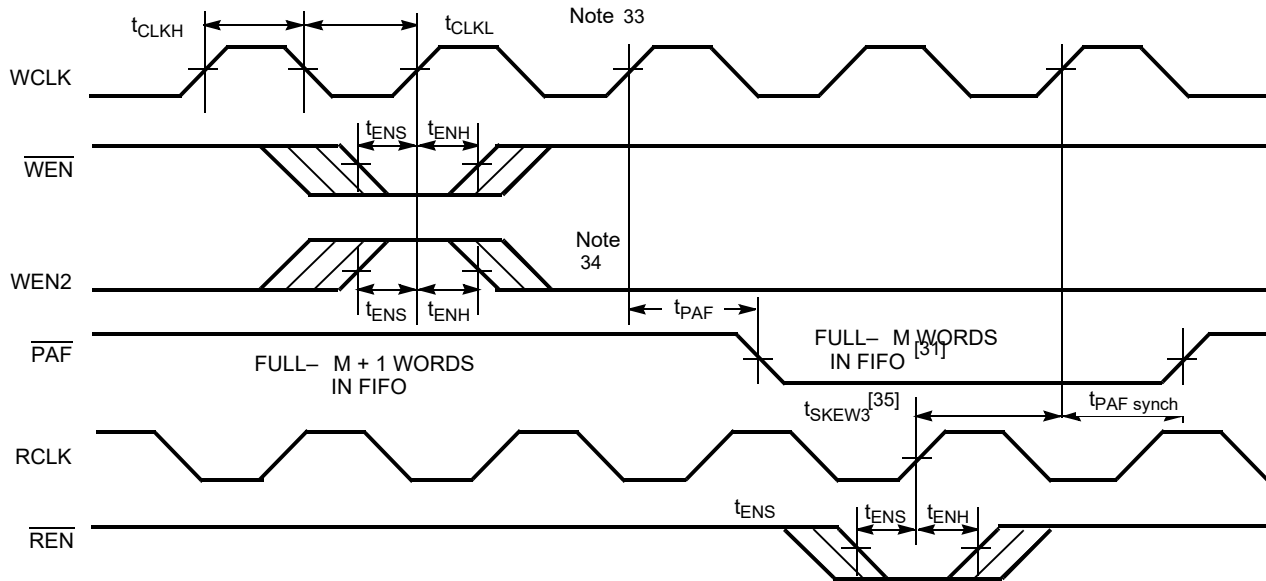 Note 33
tCLKH
tCLKL
WCLK
tENS
tENH
WEN
Note
34
WEN2
tENS
tENH
tPAF
PAF
FULL– M + 1 WORDS
IN FIFO
FULL– M WORDS
IN FIFO [31]
tSKEW3[35]
tPAF synch
RCLK
tENS
tENS
tENH
REN